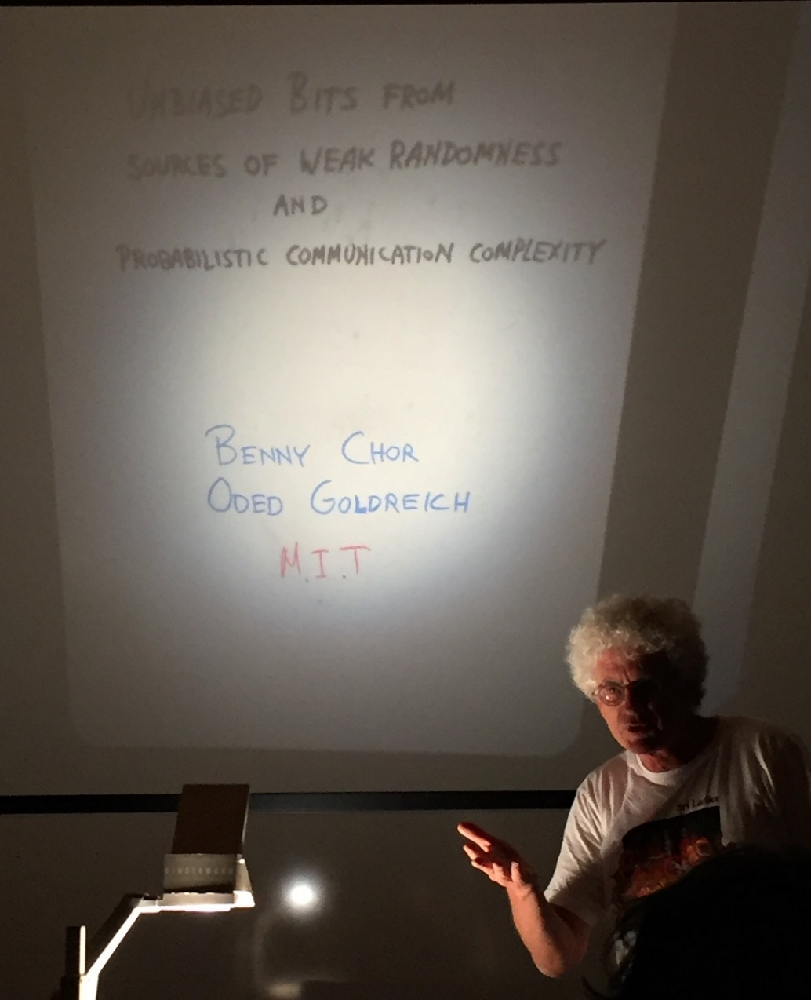 UNBIASED BITS FROM
SOURCES OF WEAK RANDOMNESS
AND
PROBABILISTIC COMMUNICATION COMPLEXITY
BENNY CHOR
ODED GOLDREICH
M.I.T